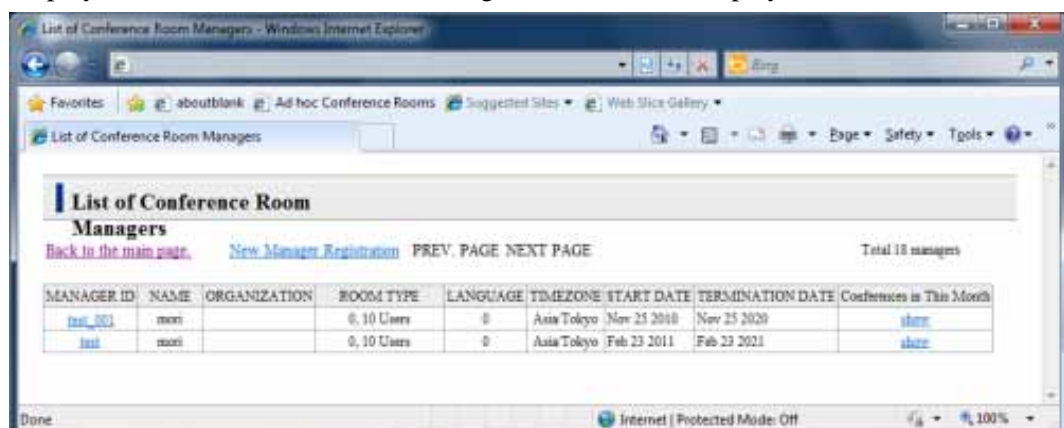 List of Conference Room Managers - Windows Internet Explorer
Bing
Favorites aboutblank Ad hoc Conference Rooms Suggested Sites Web Slice Gallery
List of Conference Room Managers Page Safety Tools
List of Conference Room
Managers
Back to the main page. New Manager Registration PREV. PAGE NEXT PAGE Total 18 managers
MANAGER ID NAME ORGANIZATION ROOM TYPE LANGUAGE TIMEZONE START DATE TERMINATION DATE Conferences in This Month
test_001 mori 0, 10 Users 0 Asia Tokyo Nov 25 2010 Nov 25 2020 show
test mori 0, 10 Users 0 Asia Tokyo Feb 23 2011 Feb 23 2021 show
Done Internet | Protected Mode: Off 100%